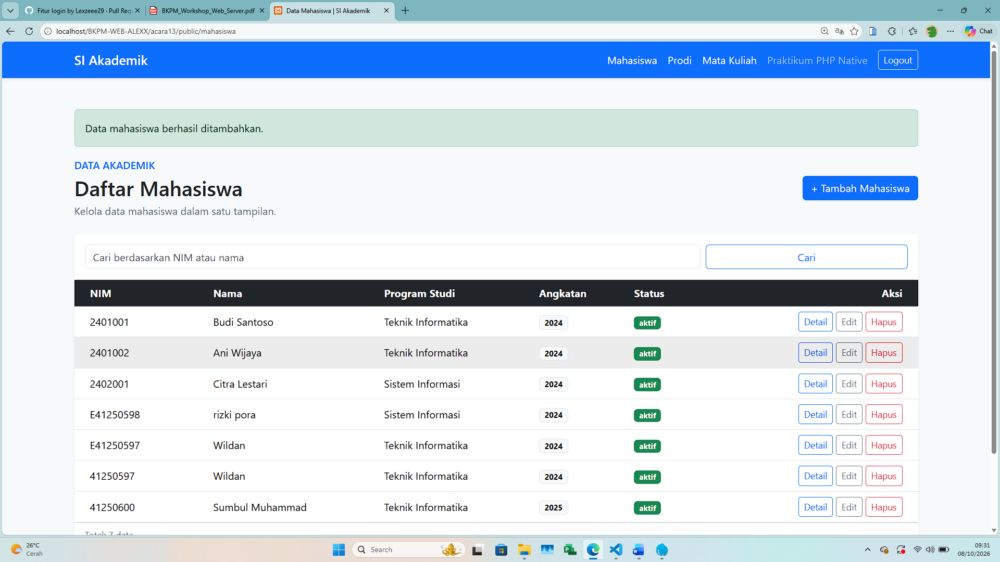 Fitur login by Lexzeee29 · Pull Requ
BKPM_Workshop_Web_Server.pdf
Data Mahasiswa | SI Akademik
localhost/BKPM-WEB-ALEXX/acara13/public/mahasiswa
Chat
SI Akademik
Mahasiswa Prodi Mata Kuliah Praktikum PHP Native Logout
Data mahasiswa berhasil ditambahkan.
DATA AKADEMIK
Daftar Mahasiswa
+ Tambah Mahasiswa
Kelola data mahasiswa dalam satu tampilan.
Cari berdasarkan NIM atau nama Cari
NIM Nama Program Studi Angkatan Status Aksi
2401001 Budi Santoso Teknik Informatika 2024 aktif Detail Edit Hapus
2401002 Ani Wijaya Teknik Informatika 2024 aktif Detail Edit Hapus
2402001 Citra Lestari Sistem Informasi 2024 aktif Detail Edit Hapus
E41250598 rizki pora Sistem Informasi 2024 aktif Detail Edit Hapus
E41250597 Wildan Teknik Informatika 2024 aktif Detail Edit Hapus
41250597 Wildan Teknik Informatika 2024 aktif Detail Edit Hapus
41250600 Sumbul Muhammad Teknik Informatika 2025 aktif Detail Edit Hapus
Total: 7 data
26°C
Cerah
Search
09:31
08/10/2026